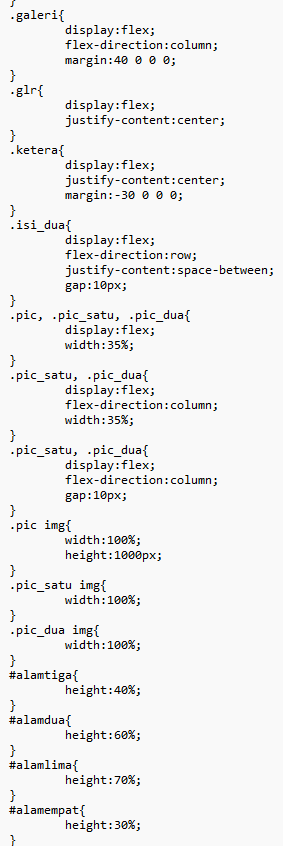 }
.galeri{
display:flex;
flex-direction:column;
margin:40 0 0 0;
}
.glr{
display:flex;
justify-content:center;
}
.ketera{
display:flex;
justify-content:center;
margin:-30 0 0 0;
}
.isi_dua{
display:flex;
flex-direction:row;
justify-content:space-between;
gap:10px;
}
.pic, .pic_satu, .pic_dua{
display:flex;
width:35%;
}
.pic_satu, .pic_dua{
display:flex;
flex-direction:column;
width:35%;
}
.pic_satu, .pic_dua{
display:flex;
flex-direction:column;
gap:10px;
}
.pic img{
width:100%;
height:1000px;
}
.pic_satu img{
width:100%;
}
.pic_dua img{
width:100%;
}
#alamtiga{
height:40%;
}
#alamdua{
height:60%;
}
#alamlima{
height:70%;
}
#alamempat{
height:30%;
}